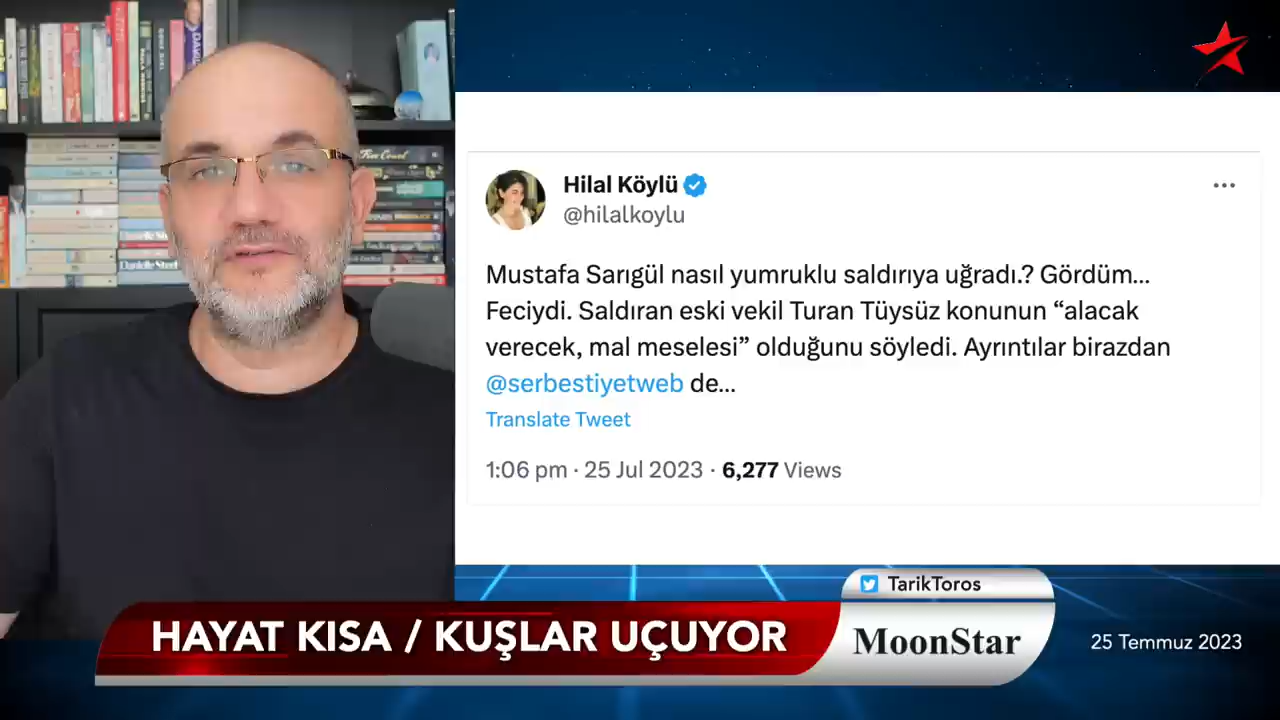 Hilal Köylü
@hilalkoylu
Mustafa Sarıgül nasıl yumruklu saldırıya uğradı.? Gördüm...
Feciydi. Saldıran eski vekil Turan Tüysüz konunun “alacak
verecek, mal meselesi” olduğunu söyledi. Ayrıntılar birazdan
@serbestiyetweb de...
Translate Tweet
1:06 pm · 25 Jul 2023 · 6,277 Views
TarikToros
HAYAT KISA / KUŞLAR UÇUYOR
MoonStar
25 Temmuz 2023
Danielle Steel